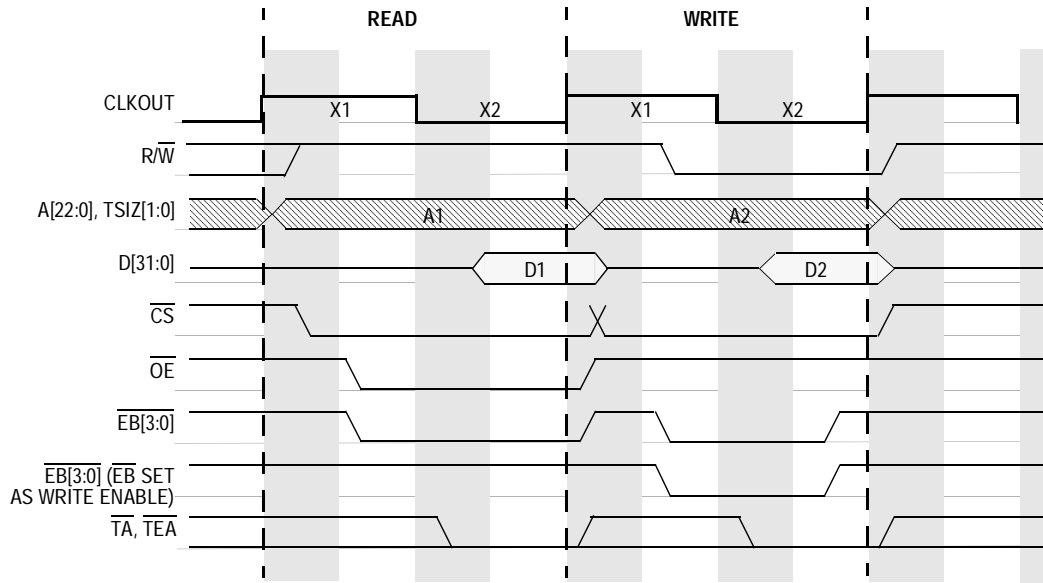 READ WRITE
CLKOUT X1 X2 X1 X2
R/W
A[22:0], TSIZ[1:0] A1 A2
D[31:0] D1 D2
CS
OE
EB[3:0]
EB[3:0] (EB SET
AS WRITE ENABLE)
TA, TEA